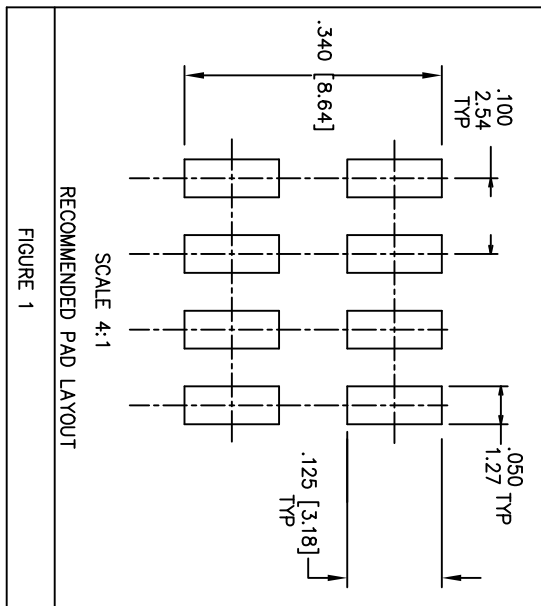 .100
2.54
TYP
.340 [8.64]
.050 TYP
1.27
.125 [3.18]
TYP
SCALE 4:1
RECOMMENDED PAD LAYOUT
FIGURE 1